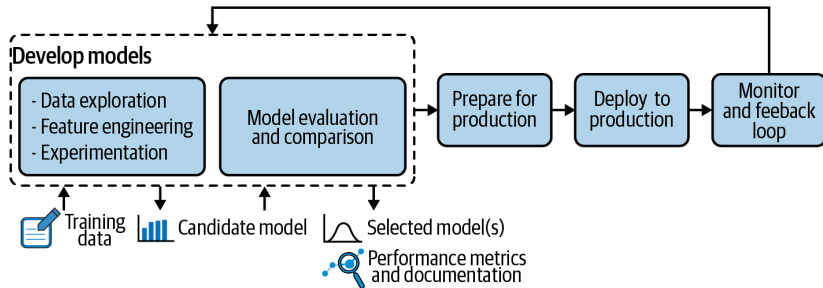 Develop models
- Data exploration
- Feature engineering
- Experimentation
Model evaluation
and comparison
Prepare for
production
Deploy to
production
Monitor
and feeback
loop
Training
data
Candidate model
Selected model(s)
Performance metrics
and documentation